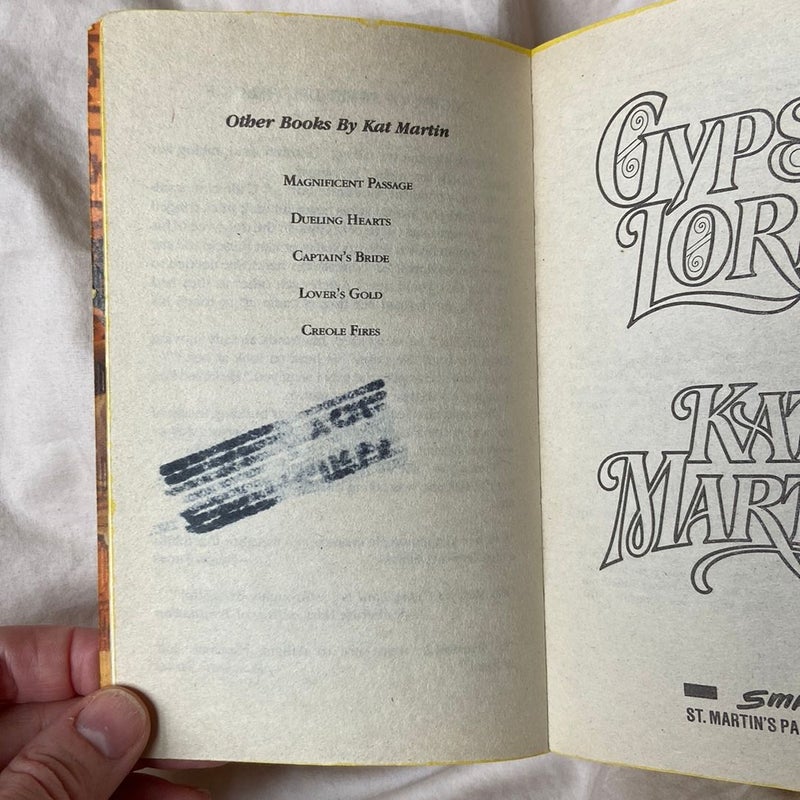 Other Books By Kat Martin
MAGNIFICENT PASSAGE
DUELING HEARTS
CAPTAIN'S BRIDE
LOVER'S GOLD
CREOLE FIRES
GYPS
LOR
KAT
MART
ST. MARTIN'S PA